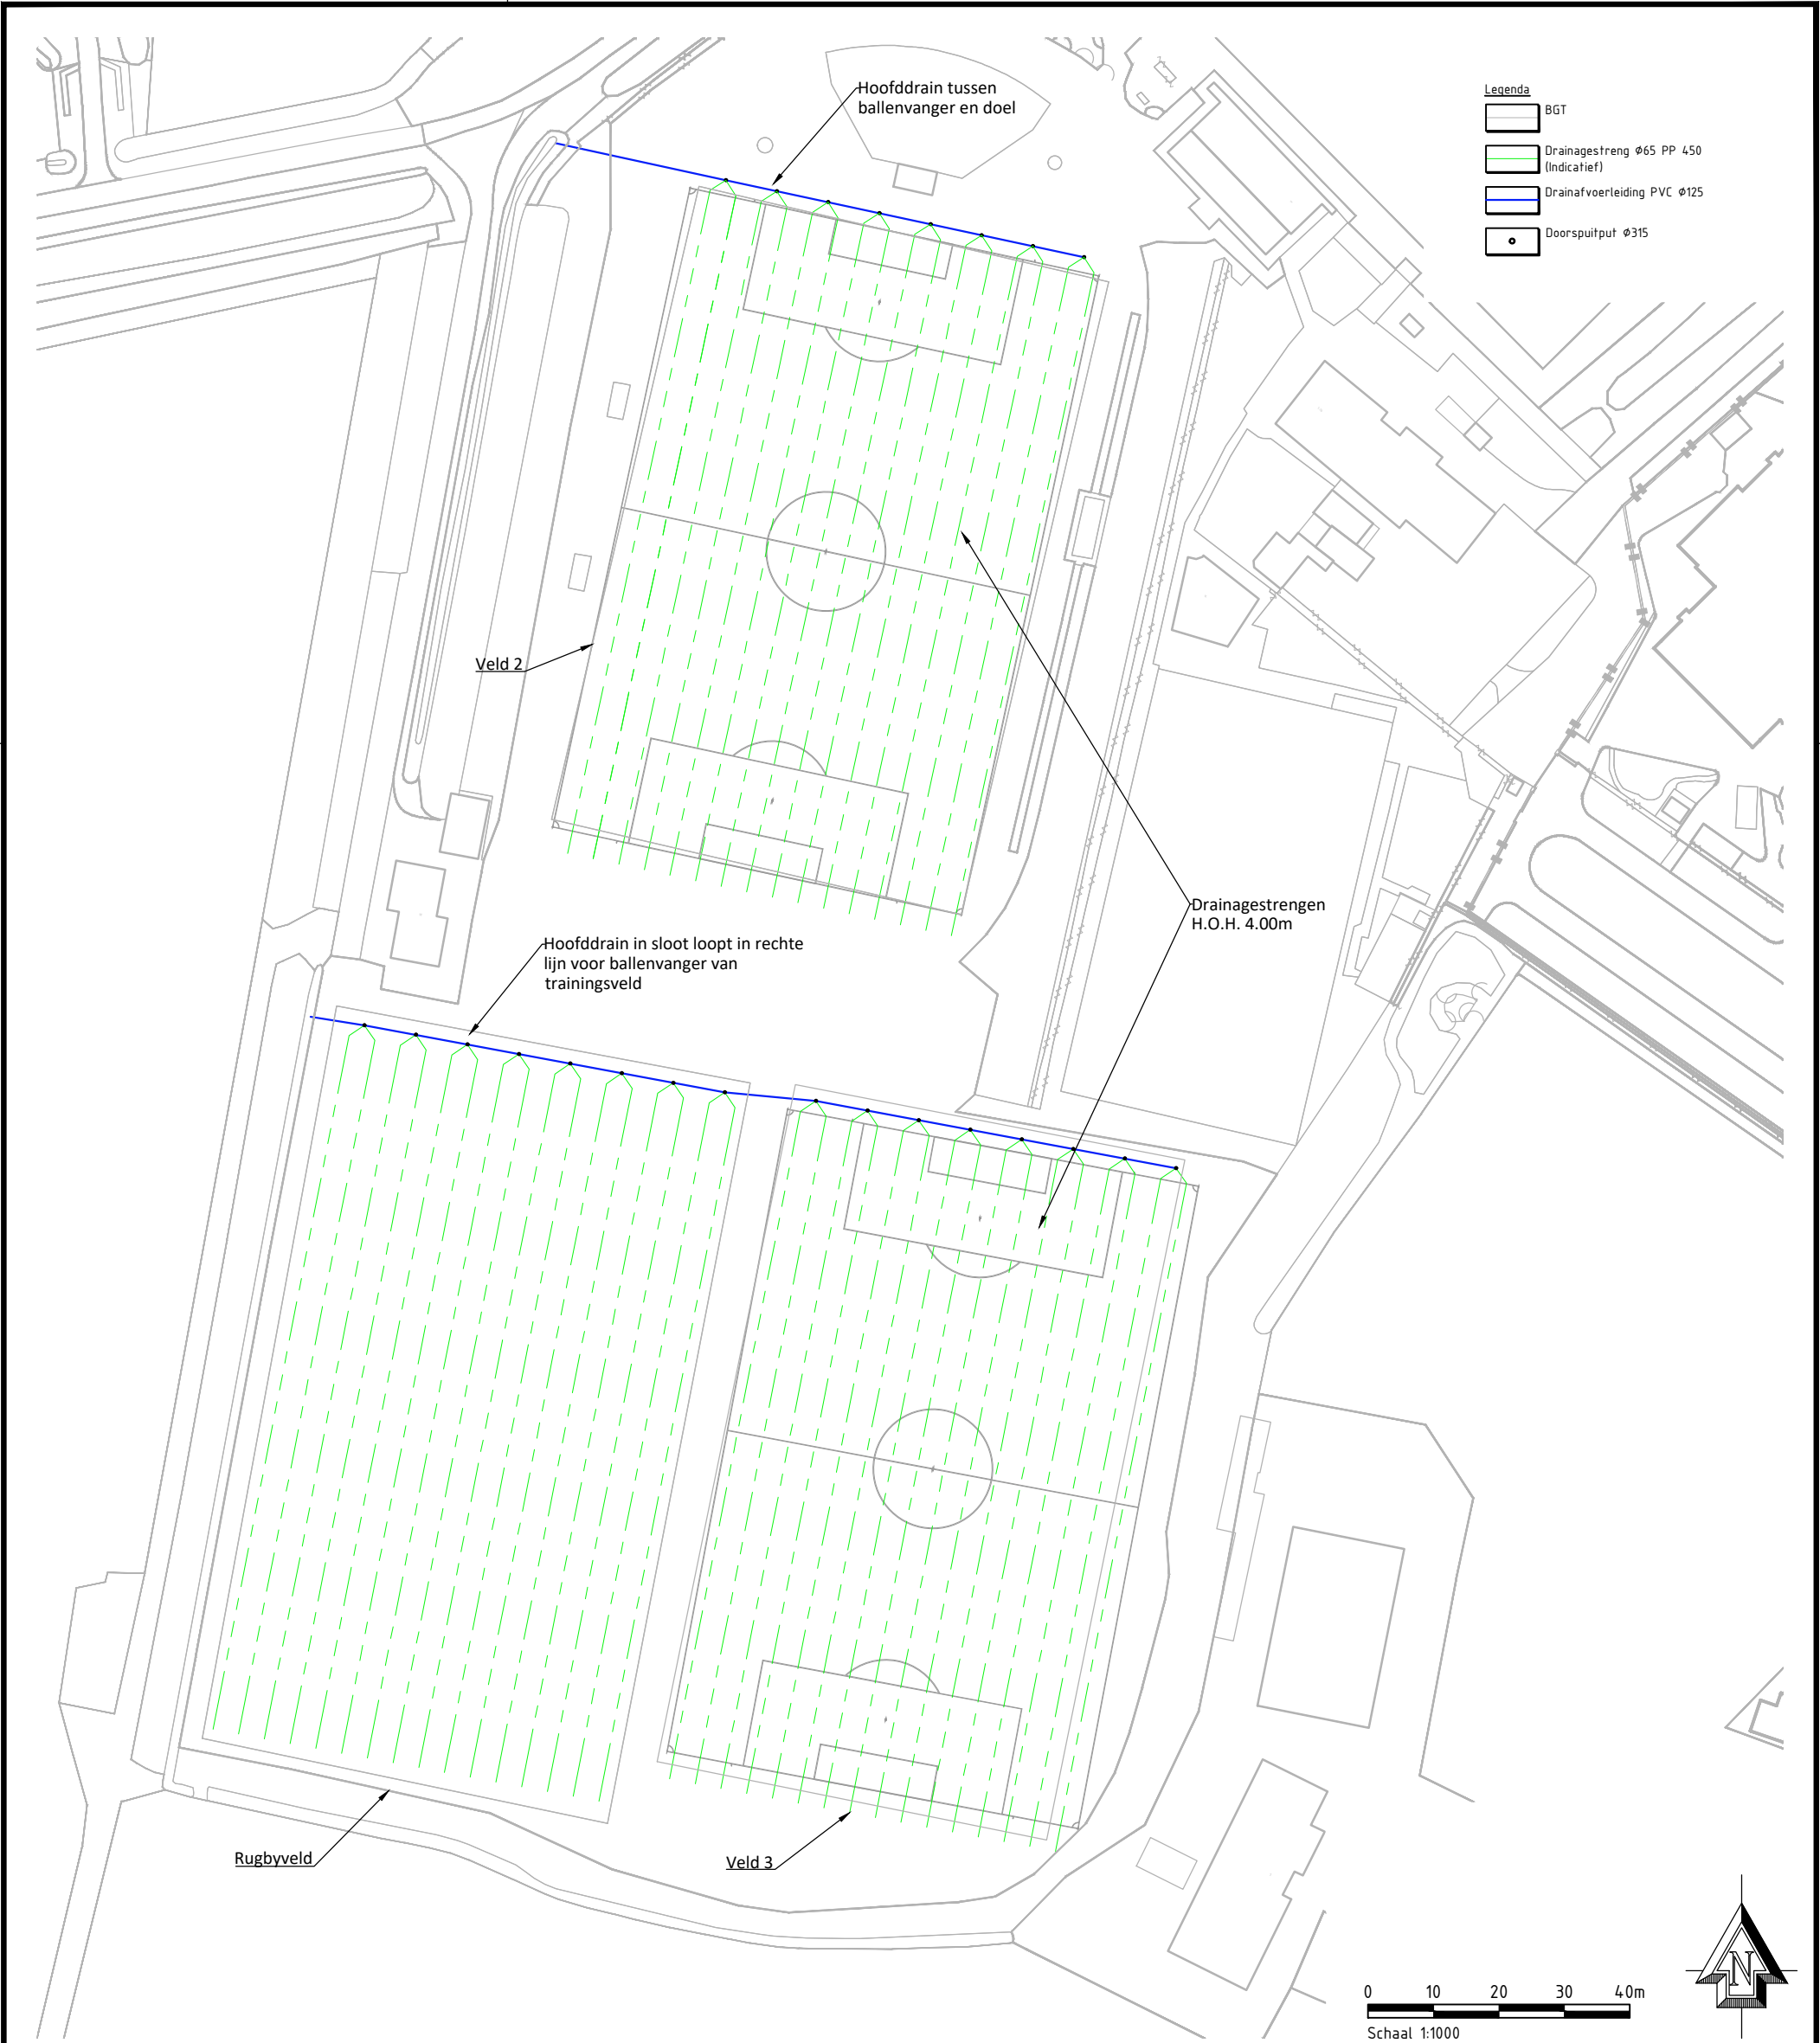 Hoofddrain tussen
ballenvanger en doel
Legenda
BGT
Drainagestreng Ø65 PP 450
(Indicatief)
Drainafvoerleiding PVC Ø125
Doorspuitput Ø315
Veld 2
Drainagestrengen
H.O.H. 4.00m
Hoofddrain in sloot loopt in rechte
lijn voor ballenvanger van
trainingsveld
Rugbyveld
Veld 3
N
0 10 20 30 40m
Schaal 1:1000